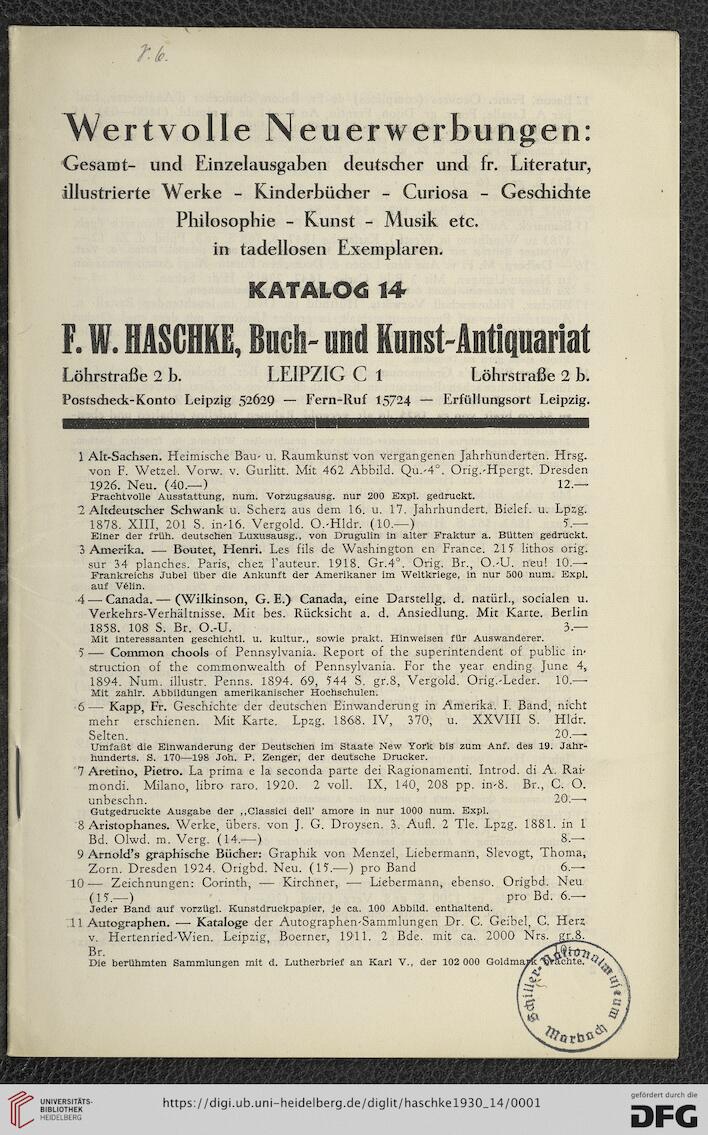 Wertvolle Neuerwerbungen:
Gesamt- und Einzelausgaben deutscher und fr. Literatur,
illustrierte Werke - Kinderbücher - Curiosa - Geschichte
Philosophie - Kunst - Musik etc.
in tadellosen Exemplaren.
KATALOG 14
F. W. HASCHKE, Buch- und Kunst-Antiquariat
Löhrstraße 2 b. LEIPZIG C 1 Löhrstraße 2 b.
Postscheck-Konto Leipzig 52629 — Fern-Ruf 15724 — Erfüllungsort Leipzig.
1 Alt-Sachsen. Heimische Bau- u. Raumkunst von vergangenen Jahrhunderten. Hrsg.
von F. Wetzel. Vorw. v. Gurlitt. Mit 462 Abbild. Qu.-4°. Orig.-Hpergt. Dresden
1926. Neu. (40.—) 12.—
Prachtvolle Ausstattung, num. Vorzugsausg. nur 200 Expl. gedruckt.
2 Altdeutscher Schwank u. Scherz aus dem 16. u. 17. Jahrhundert. Bielef. u. Lpzg.
1878. XIII, 201 S. in-16. Vergold. O.-Hldr. (10.—) 5.—
Einer der früh. deutschen Luxusausg., von Drugulin in alter Fraktur a. Bütten gedruckt.
3 Amerika. — Boutet, Henri. Les fils de Washington en France. 215 lithos orig.
sur 34 planches. Paris, chez l'auteur. 1918. Gr.4°. Orig. Br., O.-U. neu! 10.—
Frankreichs Jubel über die Ankunft der Amerikaner im Weltkriege, in nur 500 num. Expl.
auf Vélin.
4 — Canada. — (Wilkinson, G. E.) Canada, eine Darstellg. d. natürl., socialen u.
Verkehrs-Verhältnisse. Mit bes. Rücksicht a. d. Ansiedlung. Mit Karte. Berlin
1858. 108 S. Br. O.-U. 3.—
Mit interessanten geschichtl. u. kultur., sowie prakt. Hinweisen für Auswanderer.
5 — Common chools of Pennsylvania. Report of the superintendent of public in-
struction of the commonwealth of Pennsylvania. For the year ending June 4,
1894. Num. illustr. Penns. 1894. 69, 544 S. gr.8, Vergold. Orig.-Leder. 10.—
Mit zahlr. Abbildungen amerikanischer Hochschulen.
6 — Kapp, Fr. Geschichte der deutschen Einwanderung in Amerika. I. Band, nicht
mehr erschienen. Mit Karte. Lpzg. 1868. IV, 370, u. XXVIII S. Hldr.
Selten. 20.—
Umfaßt die Einwanderung der Deutschen im Staate New York bis zum Anf. des 19. Jahr-
hunderts. S. 170—198 Joh. P. Zenger, der deutsche Drucker.
7 Aretino, Pietro. La prima e la seconda parte dei Ragionamenti. Introd. di A. Rai-
mondi. Milano, libro raro. 1920. 2 voll. IX, 140, 208 pp. in-8. Br., C. O.
unbeschn. 20.—
Gutgedruckte Ausgabe der ,,Classici dell' amore in nur 1000 num. Expl.
8 Aristophanes. Werke, übers. von J. G. Droysen. 3. Aufl. 2 Tle. Lpzg. 1881. in 1
Bd. Olwd. m. Verg. (14.—) 8.—
9 Arnold's graphische Bücher: Graphik von Menzel, Liebermann, Slevogt, Thoma,
Zorn. Dresden 1924. Origbd. Neu. (15.—) pro Band 6.—
10 — Zeichnungen: Corinth, — Kirchner, — Liebermann, ebenso. Origbd. Neu
(15.—) pro Bd. 6.—
Jeder Band auf vorzügl. Kunstdruckpapier, je ca. 100 Abbild. enthaltend.
11 Autographen. — Kataloge der Autographen-Sammlungen Dr. C. Geibel, C. Herz
v. Hertenried-Wien. Leipzig, Boerner, 1911. 2 Bde. mit ca. 2000 Nrs. gr.8.
Br.
Die berühmten Sammlungen mit d. Lutherbrief an Karl V., der 102 000 Goldmark brachte.
Schiller-Nationalmuseum
Marbach
UNIVERSITÄTS-
BIBLIOTHEK
HEIDELBERG
https://digi.ub.uni-heidelberg.de/diglit/haschke1930_14/0001
gefördert durch die
DFG